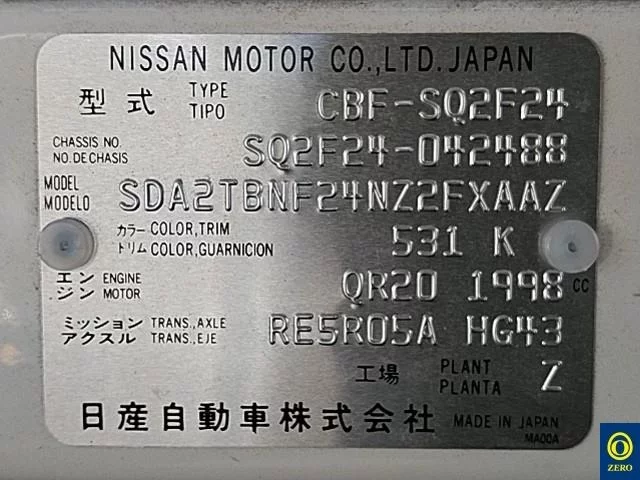 NISSAN MOTOR CO.,LTD. JAPAN
型式 TYPE TIPO CBF-SQ2F24
CHASSIS NO. NO. DE CHASIS SQ2F24-042488
MODEL MODELO SDA2TBNF24NZ2FXAAZ
カラー COLOR,TRIM
トリム COLOR,GUARNICION 531 K
エンジン ENGINE MOTOR QR20 1998 CC
ミッション TRANS.,AXLE
アクスル TRANS.,EJE RE5R05A HG43
工場 PLANT PLANTA Z
日産自動車株式会社 MADE IN JAPAN
MA00A
ZERO